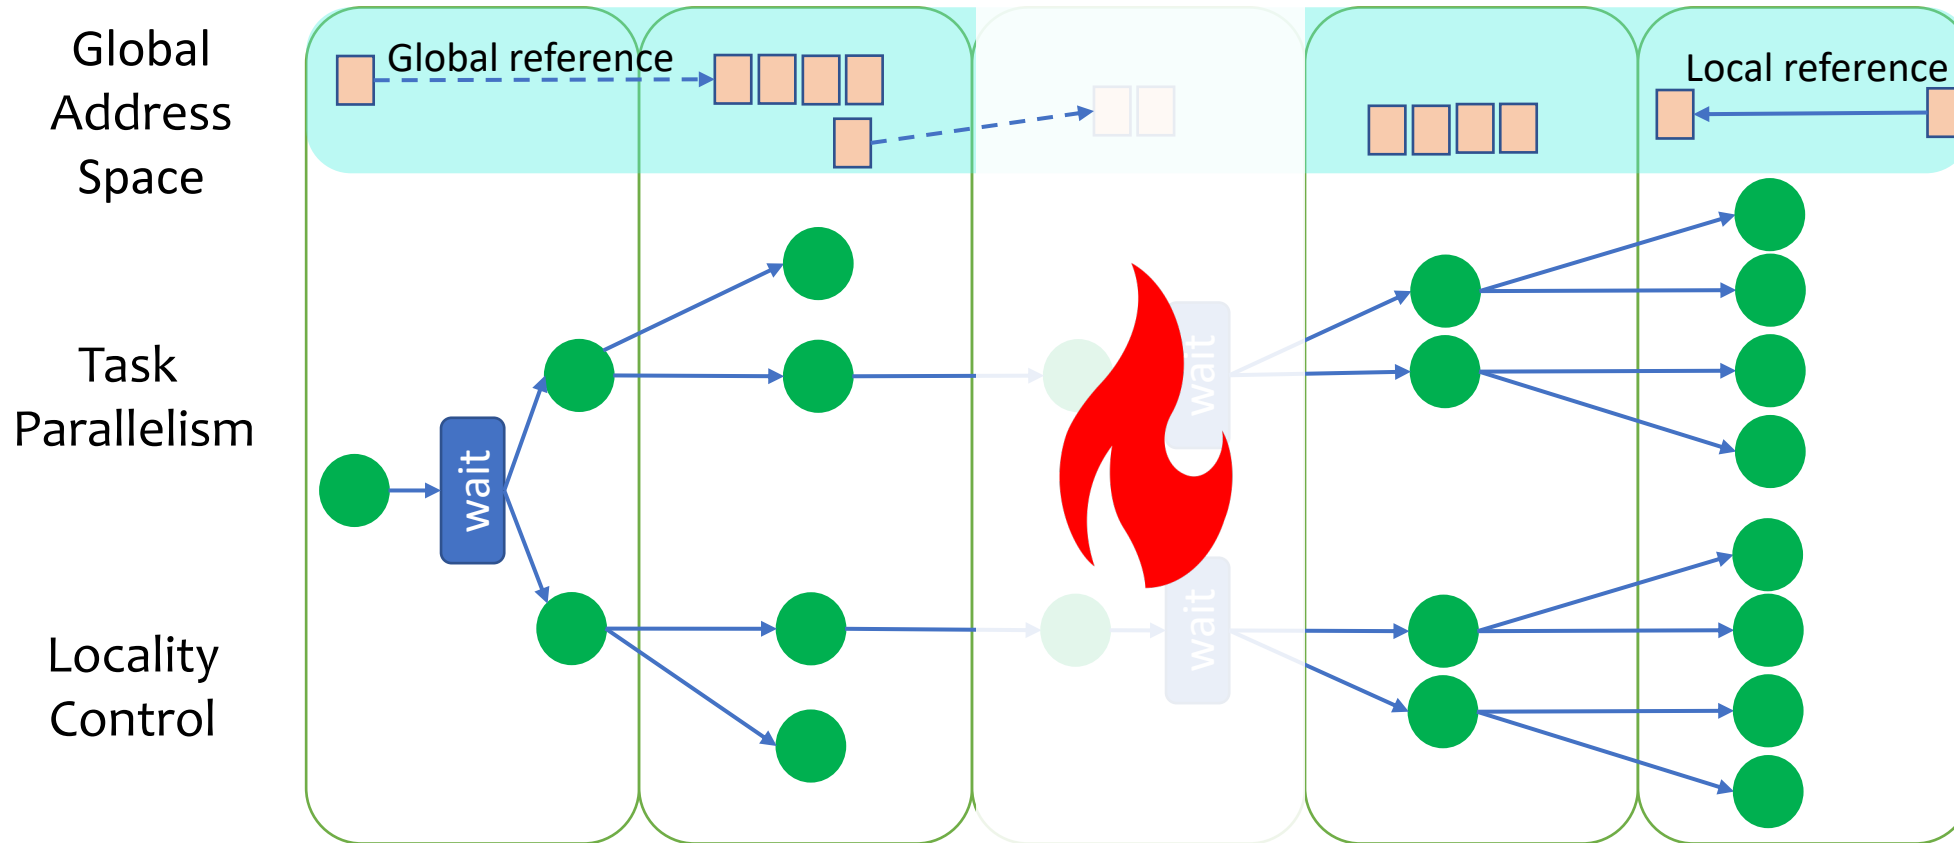 Global
Address
Space
Global reference
Local reference
Task
Parallelism
wait
wait
wait
Locality
Control